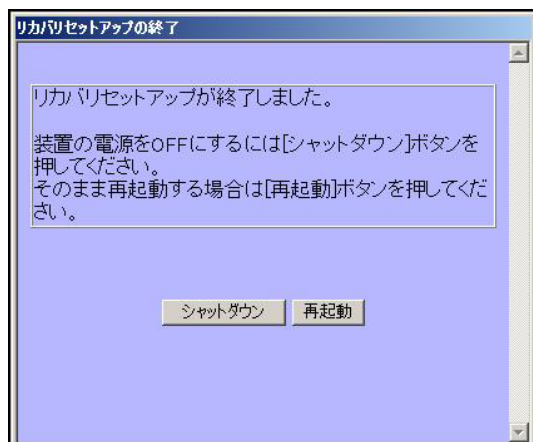 リカバリセットアップの終了
リカバリセットアップが終了しました。
装置の電源をOFFにするには[シャットダウン]ボタンを
押してください。
そのまま再起動する場合は[再起動]ボタンを押してくだ
さい。
シャットダウン 再起動